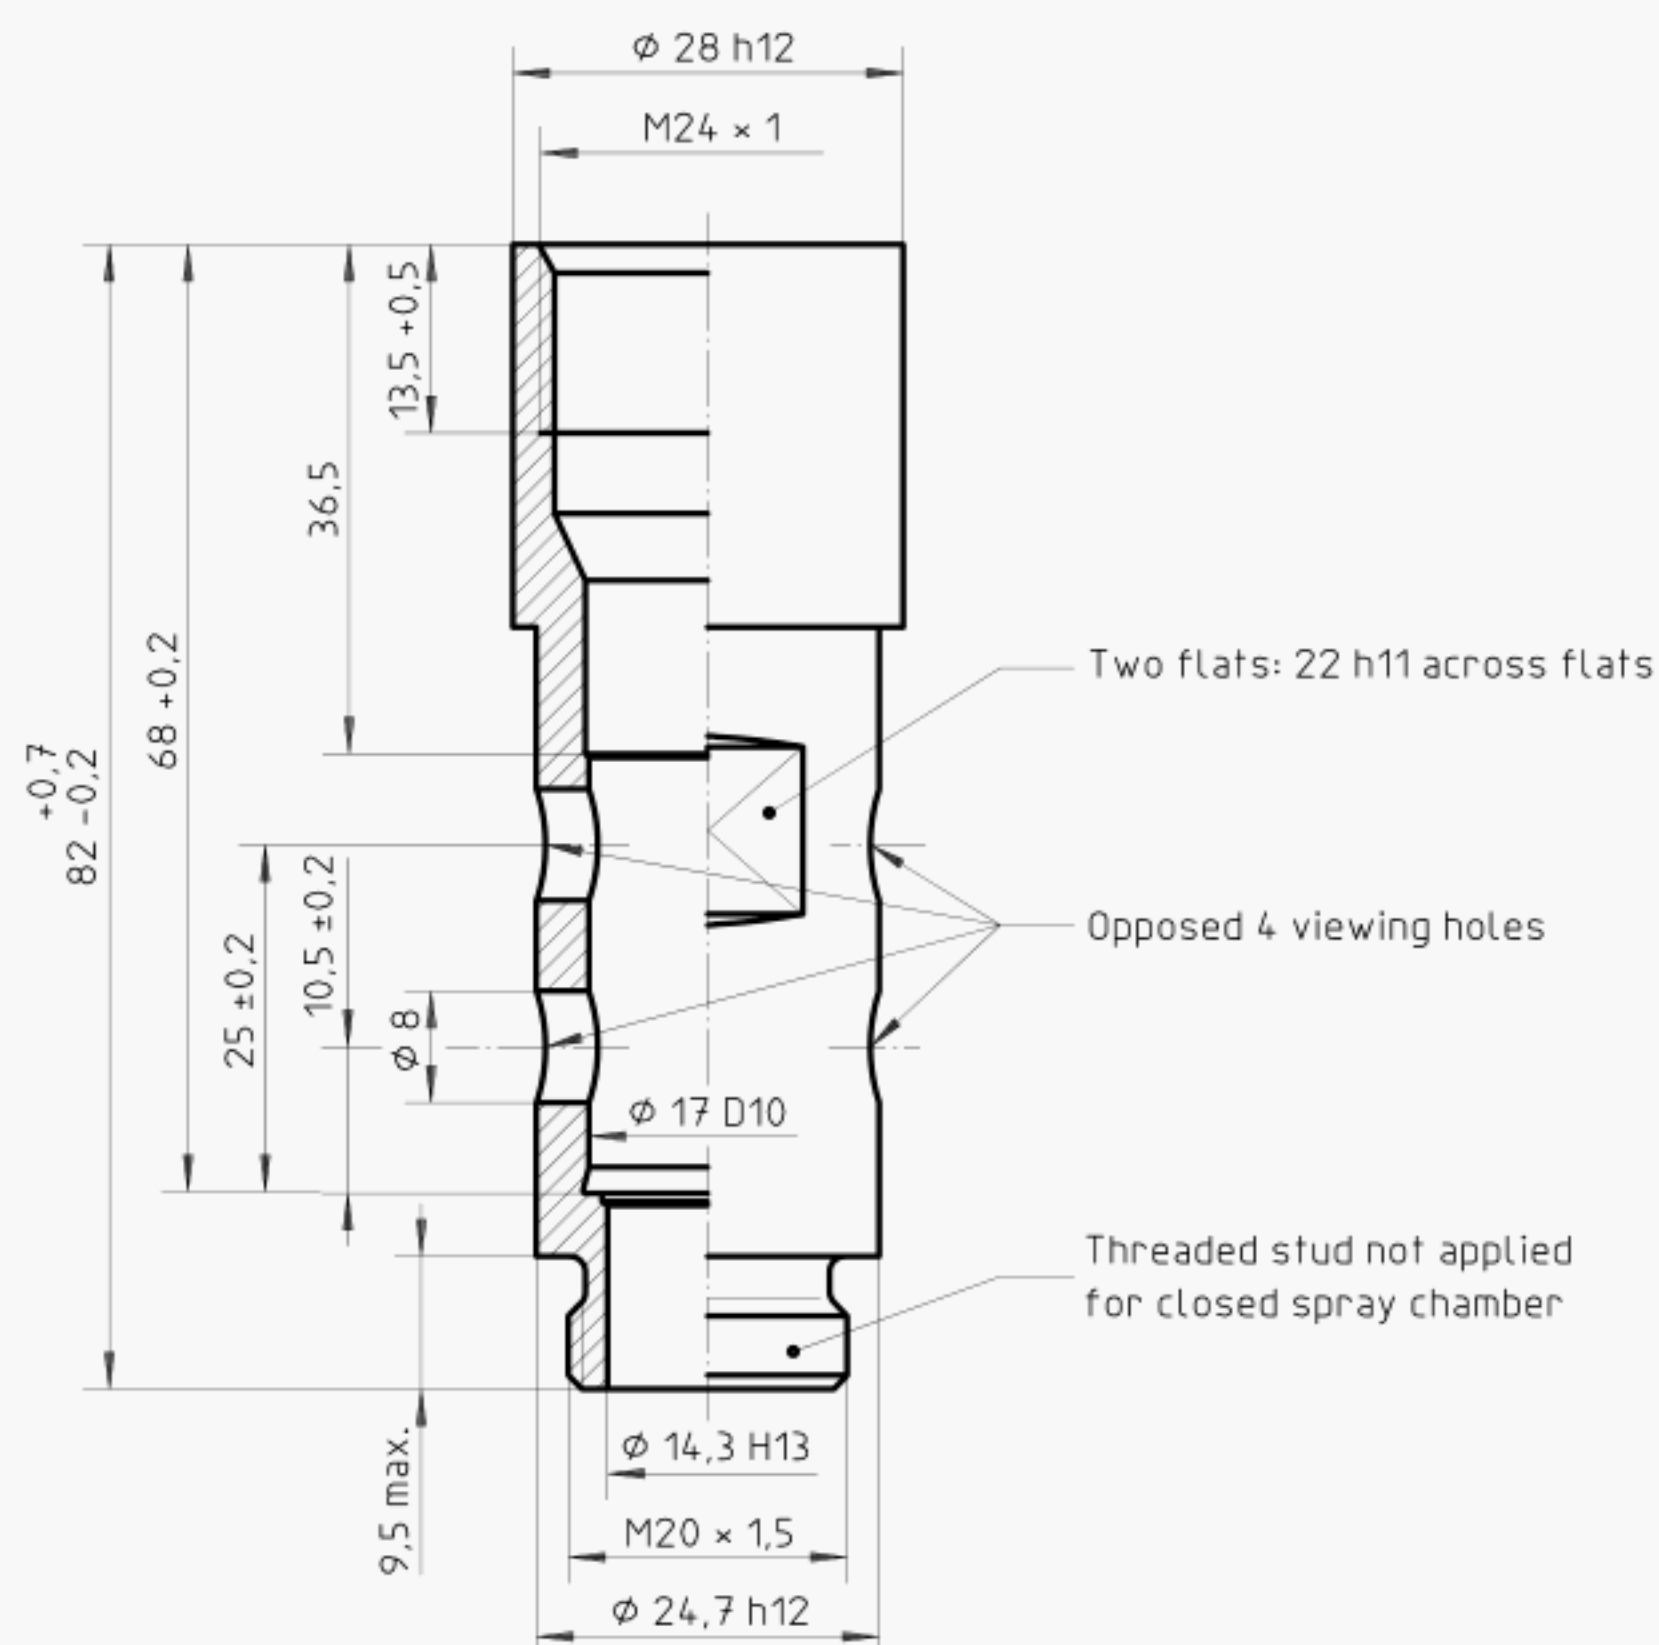 Ø 28 h12
M24 × 1
13,5 +0,5
36,5
68 +0,2
+0,7
82 -0,2
Two flats: 22 h11 across flats
25 ±0,2
10,5 ±0,2
Ø 8
Opposed 4 viewing holes
Ø 17 D10
Threaded stud not applied
for closed spray chamber
9,5 max.
Ø 14,3 H13
M20 × 1,5
Ø 24,7 h12